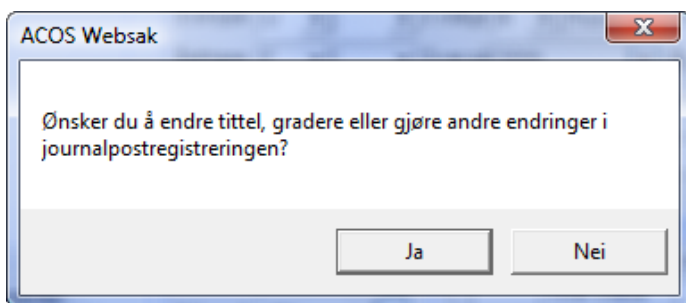 ACOS Websak
Ønsker du å endre tittel, gradere eller gjøre andre endringer i
journalpostregistreringen?
Ja
Nei